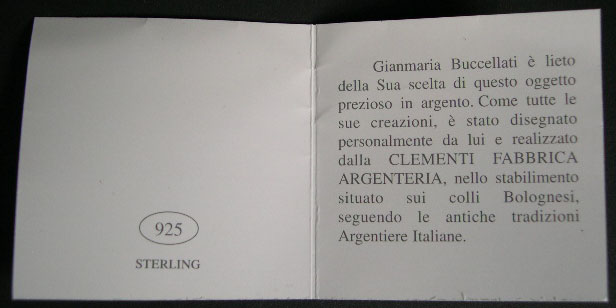 925
STERLING
Gianmaria Buccellati è lieto
della Sua scelta di questo oggetto
prezioso in argento. Come tutte le
sue creazioni, è stato disegnato
personalmente da lui e realizzato
dalla CLEMENTI FABBRICA
ARGENTERIA, nello stabilimento
situato sui colli Bolognesi,
seguendo le antiche tradizioni
Argentiere Italiane.